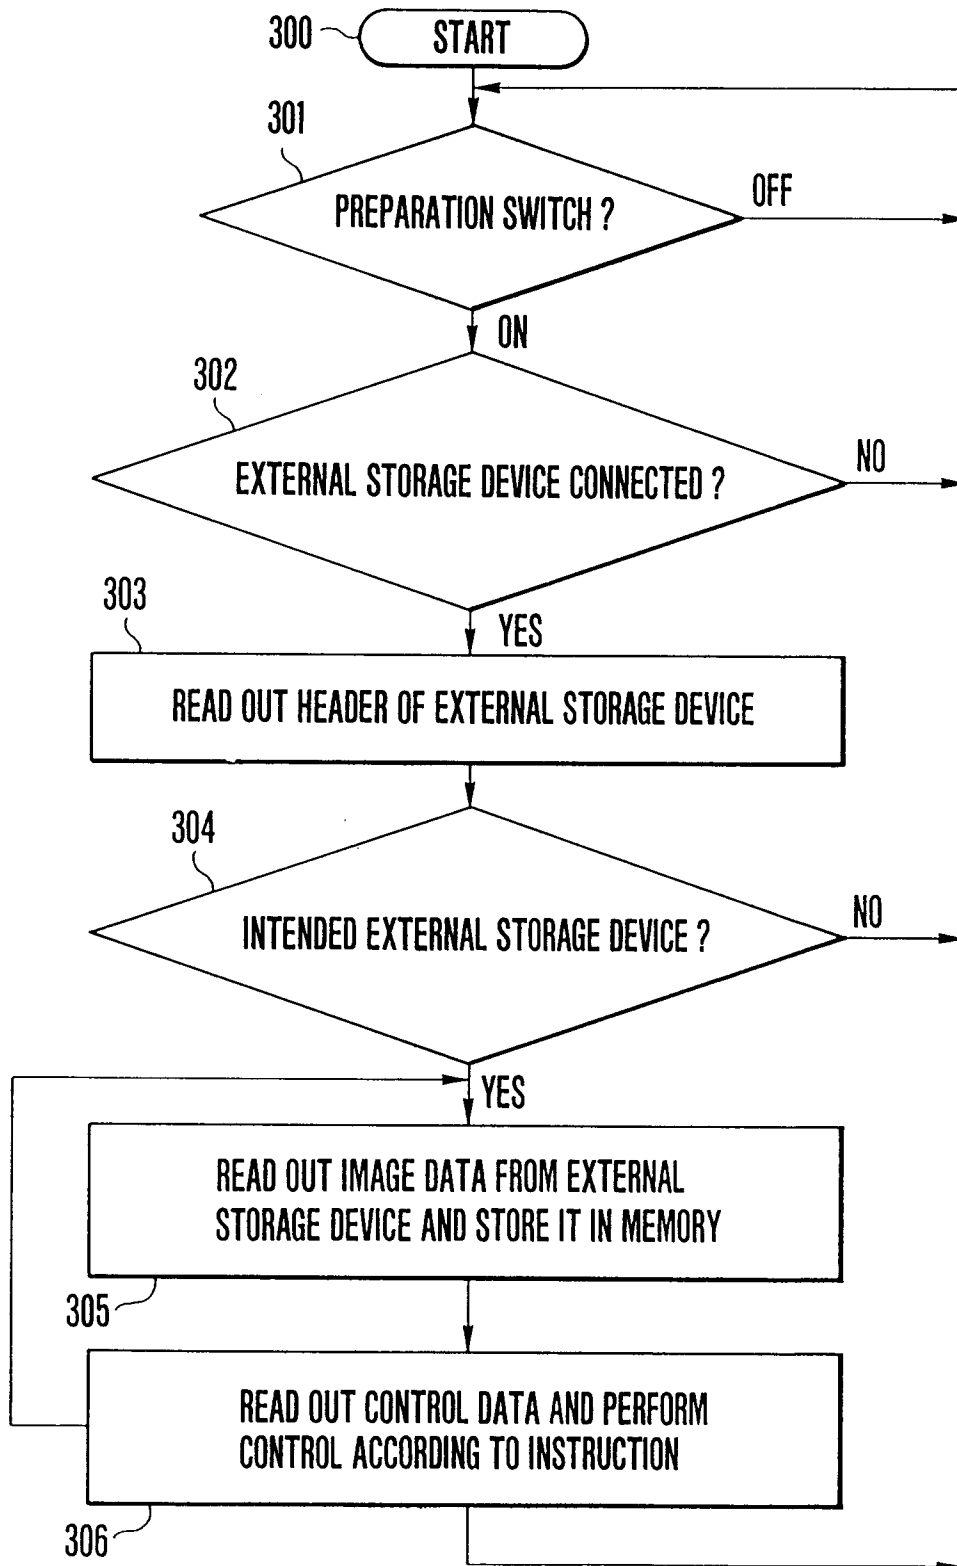 300
START
301
PREPARATION SWITCH ?
OFF
ON
302
EXTERNAL STORAGE DEVICE CONNECTED ?
NO
YES
303
READ OUT HEADER OF EXTERNAL STORAGE DEVICE
304
INTENDED EXTERNAL STORAGE DEVICE ?
NO
YES
READ OUT IMAGE DATA FROM EXTERNAL
STORAGE DEVICE AND STORE IT IN MEMORY
305
READ OUT CONTROL DATA AND PERFORM
CONTROL ACCORDING TO INSTRUCTION
306